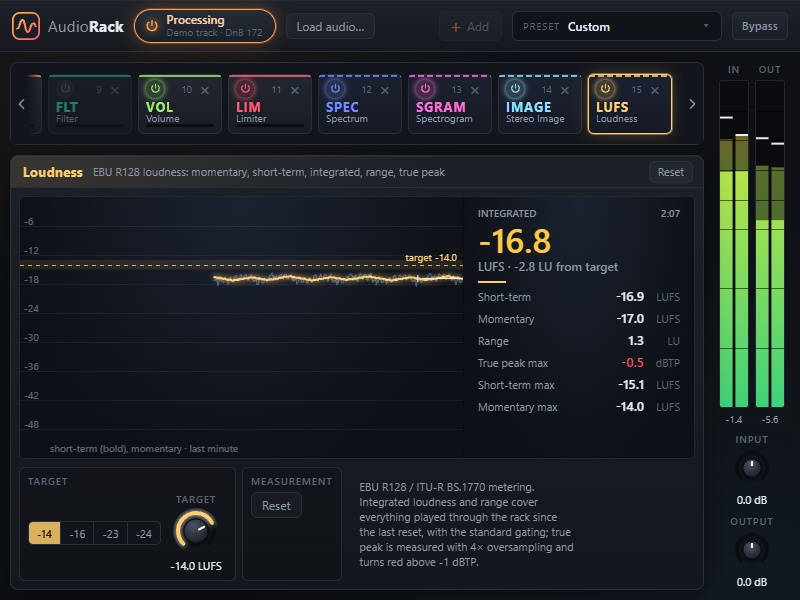 AudioRack
Processing
Demo track · DnB 172
Load audio...
+ Add
PRESET Custom
Bypass
9
FLT
Filter
10
VOL
Volume
11
LIM
Limiter
12
SPEC
Spectrum
13
SGRAM
Spectrogram
14
IMAGE
Stereo Image
15
LUFS
Loudness
IN OUT
Loudness EBU R128 loudness: momentary, short-term, integrated, range, true peak
Reset
-6
-12
-18
-24
-30
-36
-42
-48
target -14.0
short-term (bold), momentary · last minute
INTEGRATED 2:07
-16.8
LUFS · -2.8 LU from target
Short-term -16.9 LUFS
Momentary -17.0 LUFS
Range 1.3 LU
True peak max -0.5 dBTP
Short-term max -15.1 LUFS
Momentary max -14.0 LUFS
-1.4 -5.6
INPUT
0.0 dB
OUTPUT
0.0 dB
TARGET
-14 -16 -23 -24
TARGET
-14.0 LUFS
MEASUREMENT
Reset
EBU R128 / ITU-R BS.1770 metering.
Integrated loudness and range cover
everything played through the rack since
the last reset, with the standard gating; true
peak is measured with 4× oversampling and
turns red above -1 dBTP.